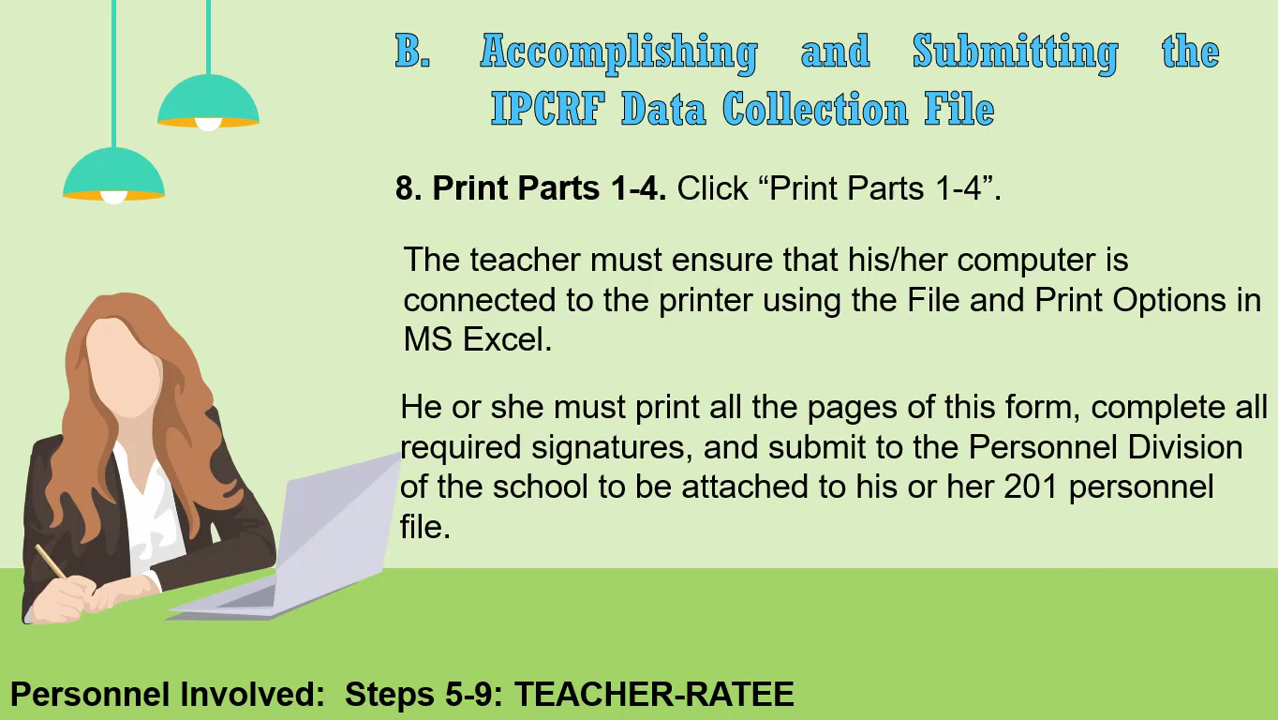 B. Accomplishing and Submitting the
IPCRF Data Collection File
8. Print Parts 1-4. Click “Print Parts 1-4”.
The teacher must ensure that his/her computer is
connected to the printer using the File and Print Options in
MS Excel.
He or she must print all the pages of this form, complete all
required signatures, and submit to the Personnel Division
of the school to be attached to his or her 201 personnel
file.
Personnel Involved: Steps 5-9: TEACHER-RATEE